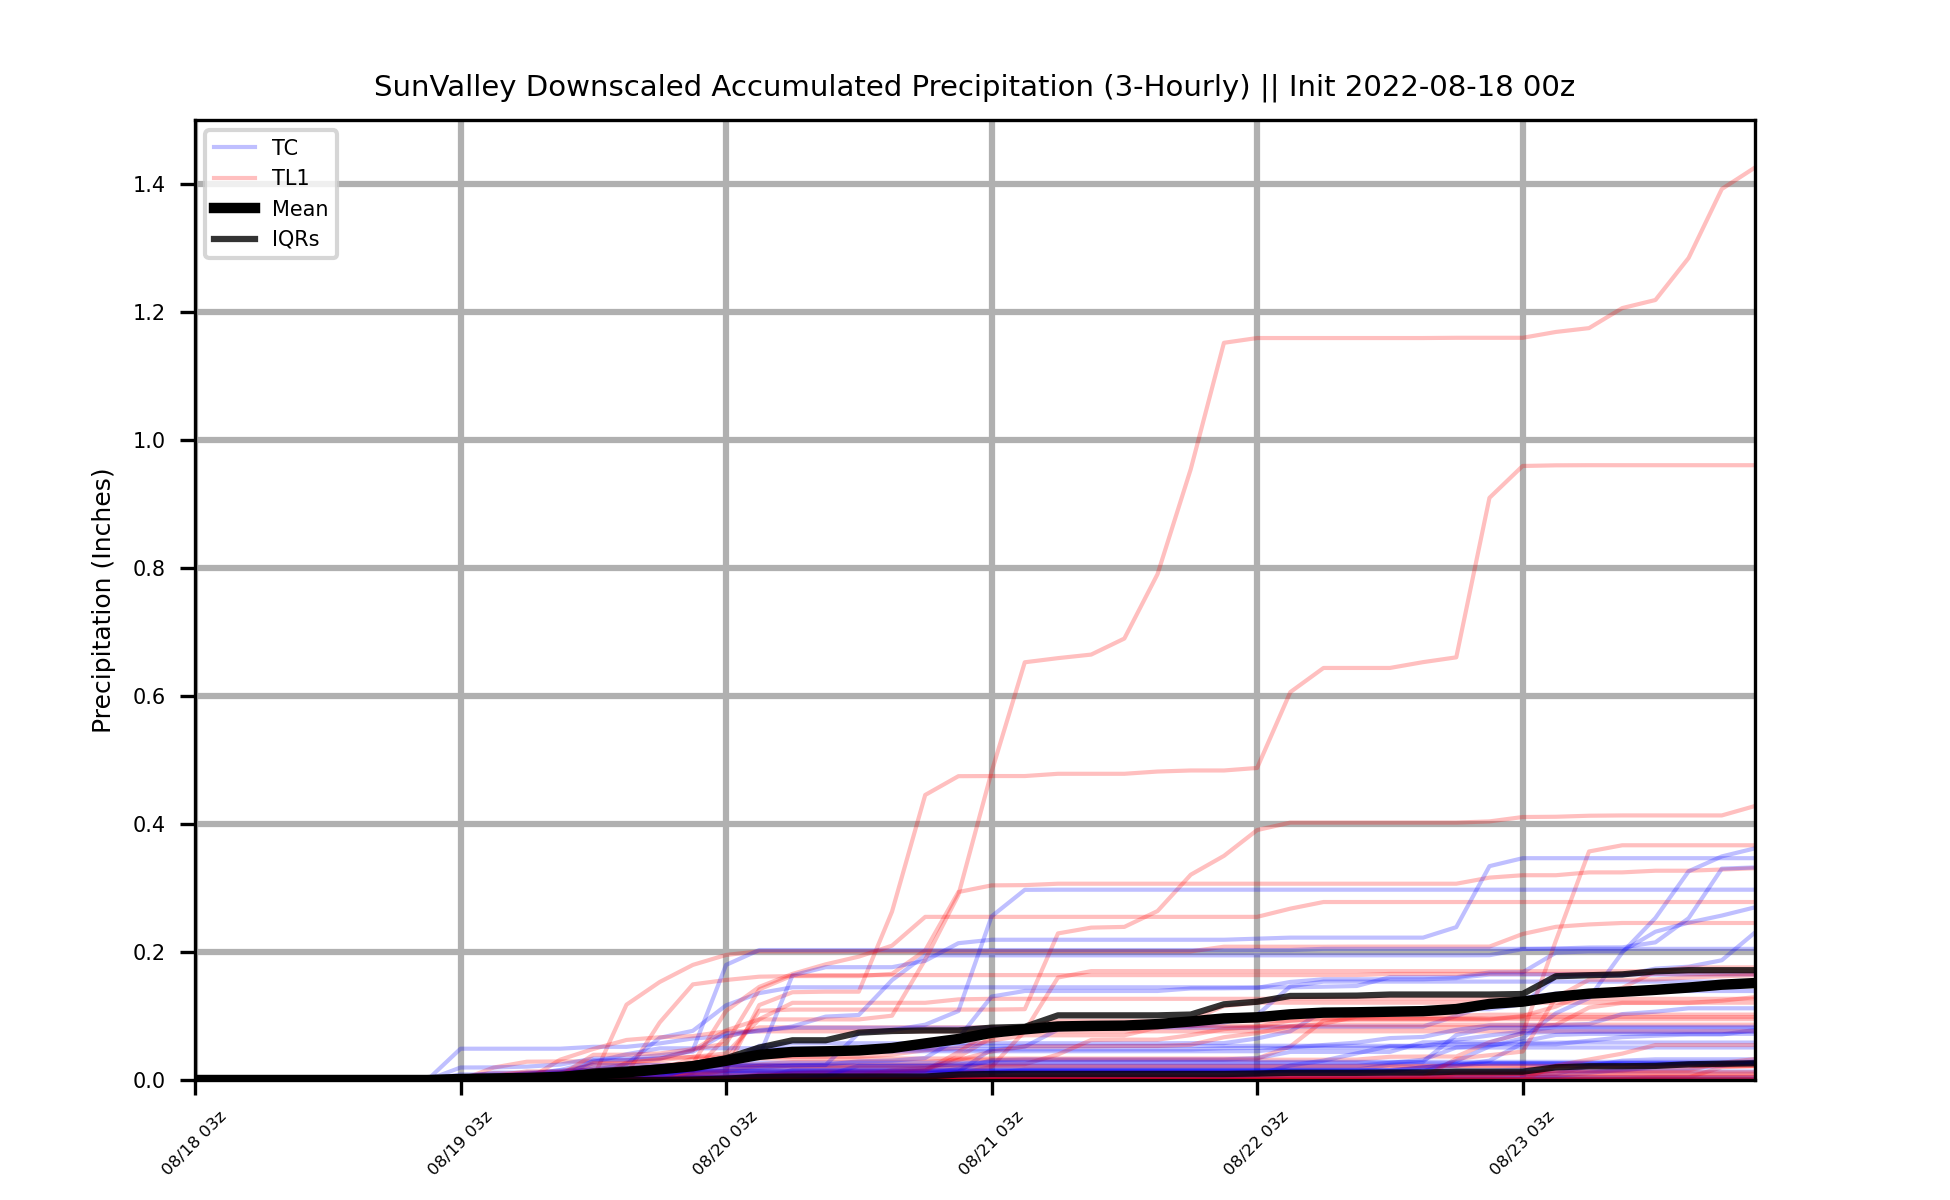 SunValley Downscaled Accumulated Precipitation (3-Hourly) || Init 2022-08-18 00z
TC
TL1
Mean
IQRs
Precipitation (Inches)
1.4
1.2
1.0
0.8
0.6
0.4
0.2
0.0
08/18 03z
08/19 03z
08/20 03z
08/21 03z
08/22 03z
08/23 03z